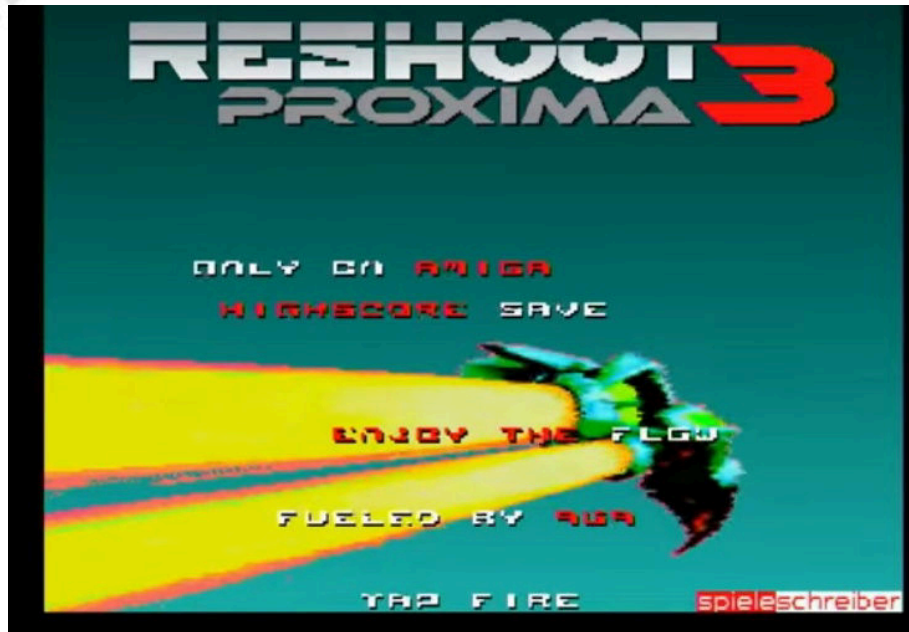 RESHOOT
PROXIMA 3
ONLY ON AMIGA
HIGHSCORE SAVE
ENJOY THE FLOW
FUELED BY AGA
TAP FIRE
spieleschreiber